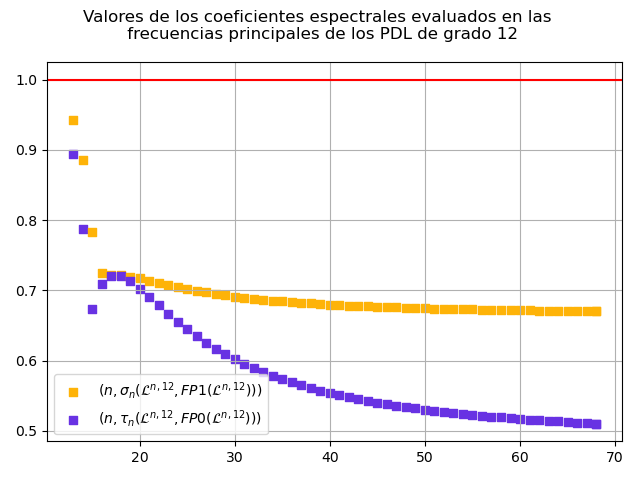 Valores de los coeficientes espectrales evaluados en las
frecuencias principales de los PDL de grado 12
1.0
0.9
0.8
0.7
0.6
0.5
(n, σₙ(ℒⁿ,¹², FP1(ℒⁿ,¹²)))
(n, τₙ(ℒⁿ,¹², FP0(ℒⁿ,¹²)))
20 30 40 50 60 70